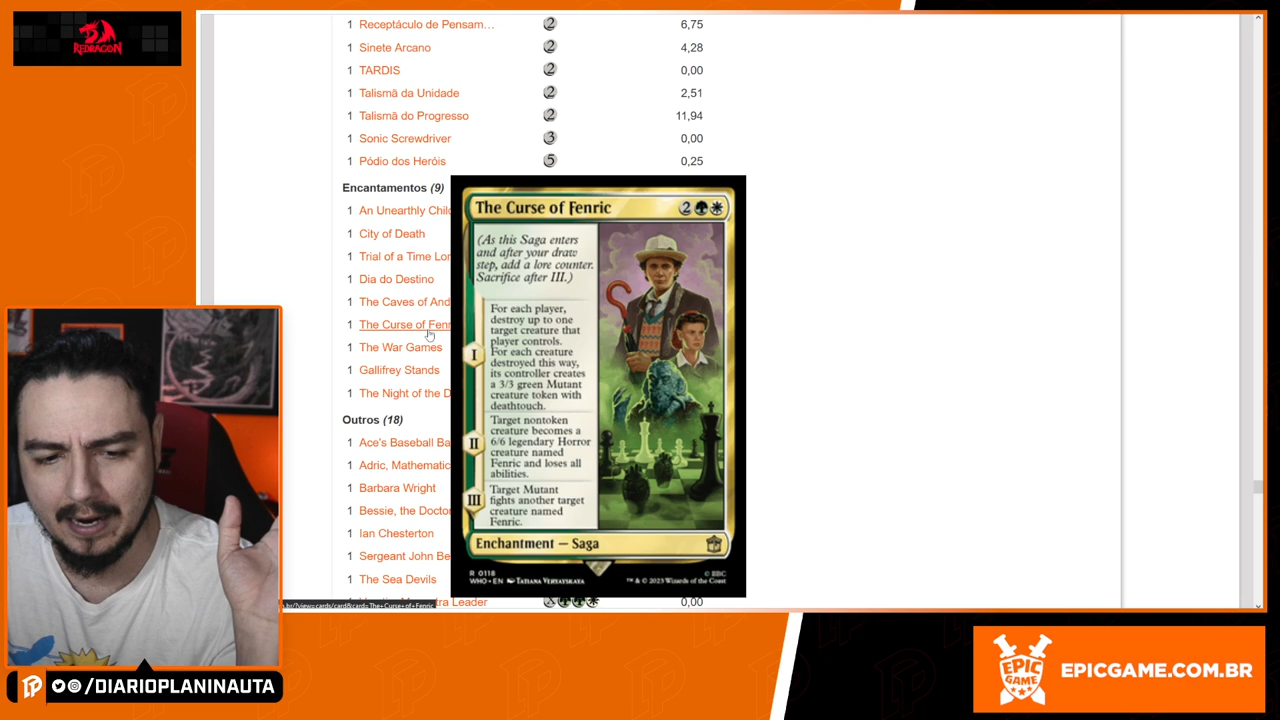 REDRAGON
1 Receptáculo de Pensam… 2 6,75
1 Sinete Arcano 2 4,28
1 TARDIS 2 0,00
1 Talismã da Unidade 2 2,51
1 Talismã do Progresso 2 11,94
1 Sonic Screwdriver 3 0,00
1 Pódio dos Heróis 5 0,25
Encantamentos (9)
1 An Unearthly Chil
1 City of Death
1 Trial of a Time Lor
1 Dia do Destino
1 The Caves of And
1 The Curse of Fenr
1 The War Games
1 Gallifrey Stands
1 The Night of the D
Outros (18)
1 Ace's Baseball Ba
1 Adric, Mathematic
1 Barbara Wright
1 Bessie, the Doctor
1 Ian Chesterton
1 Sergeant John Be
1 The Sea Devils
Leader 0,00
The Curse of Fenric 2
(As this Saga enters
and after your draw
step, add a lore counter.
Sacrifice after III.)
I
For each player,
destroy up to one
target creature that
player controls.
For each creature
destroyed this way,
its controller creates
a 3/3 green Mutant
creature token with
deathtouch.
II
Target nontoken
creature becomes a
6/6 legendary Horror
creature named
Fenric and loses all
abilities.
III
Target Mutant
fights another target
creature named
Fenric.
Enchantment — Saga
R 0118
WHO • EN TATIANA VEBYAYSKAYA
© BBC
™ & © 2023 Wizards of the Coast
/DIARIOPLANINAUTA
EPIC
GAME
EPICGAME.COM.BR